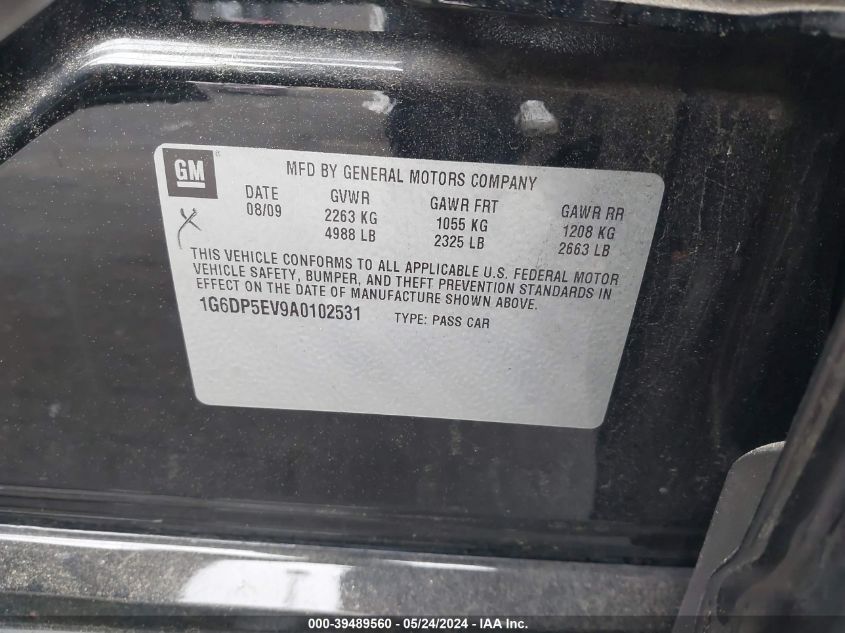 GM
MFD BY GENERAL MOTORS COMPANY
DATE GVWR GAWR FRT GAWR RR
08/09 2263 KG 1055 KG 1208 KG
4988 LB 2325 LB 2663 LB
THIS VEHICLE CONFORMS TO ALL APPLICABLE U.S. FEDERAL MOTOR
VEHICLE SAFETY, BUMPER, AND THEFT PREVENTION STANDARDS IN
EFFECT ON THE DATE OF MANUFACTURE SHOWN ABOVE.
1G6DP5EV9A0102531 TYPE: PASS CAR
000-39489560 - 05/24/2024 - IAA Inc.